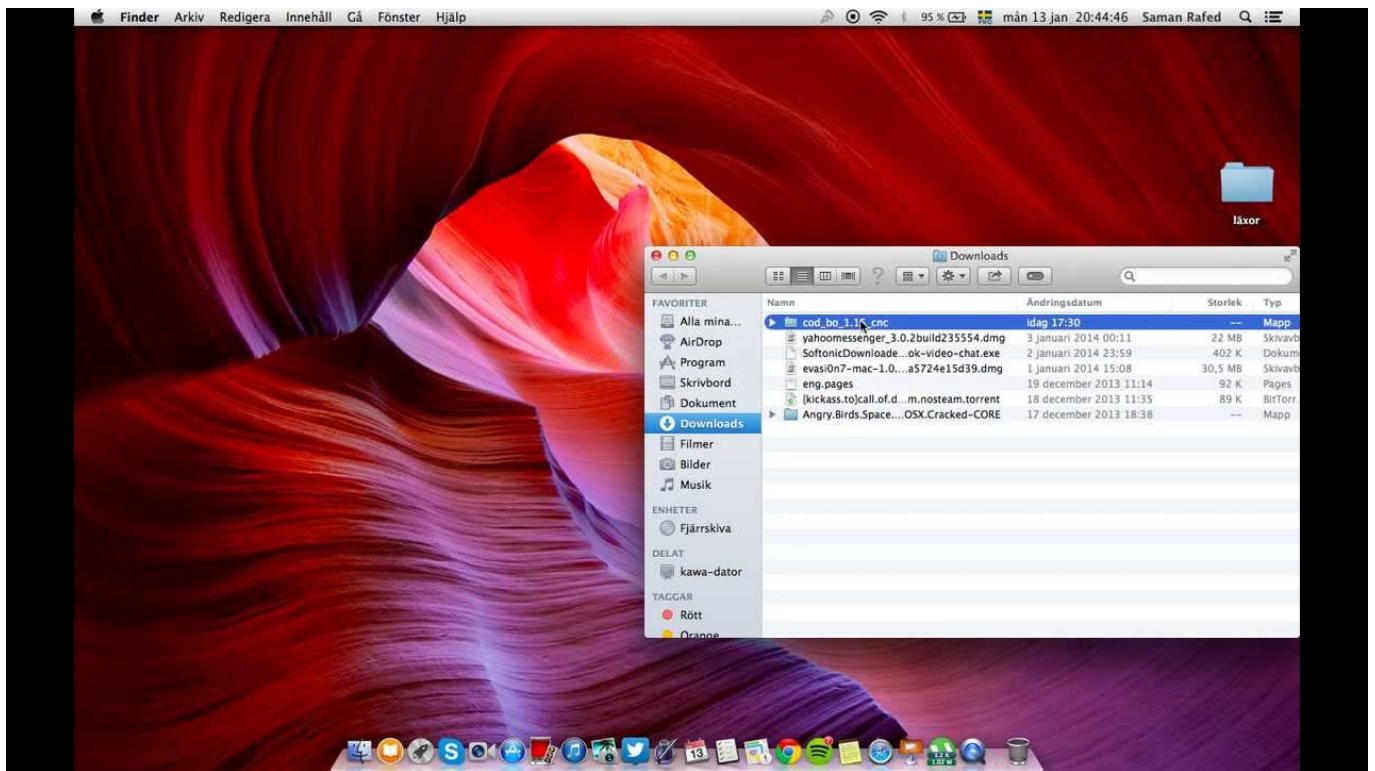 Finder Arkiv Redigera Innehåll Gå Fönster Hjälp 95 % mån 13 jan 20:44:46 Saman Rafed
läxor
Downloads
FAVORITER
Alla mina...
AirDrop
Program
Skrivbord
Dokument
Downloads
Filmer
Bilder
Musik
ENHETER
Fjärrskiva
DELAT
kawa-dator
TAGGAR
Rött
Orange
Namn Ändringsdatum Storlek Typ
cod_bo_1.15_cnc idag 17:30 -- Mapp
yahoomessenger_3.0.2build235554.dmg 3 januari 2014 00:11 22 MB Skivavb
SoftonicDownloade...ok-video-chat.exe 2 januari 2014 23:59 402 K Dokum
evasi0n7-mac-1.0....a5724e15d39.dmg 1 januari 2014 15:08 30,5 MB Skivavb
eng.pages 19 december 2013 11:14 92 K Pages
[kickass.to]call.of.d...m.nosteam.torrent 18 december 2013 11:35 89 K BitTorr.
Angry.Birds.Space....OSX.Cracked-CORE 17 december 2013 18:38 -- Mapp
13